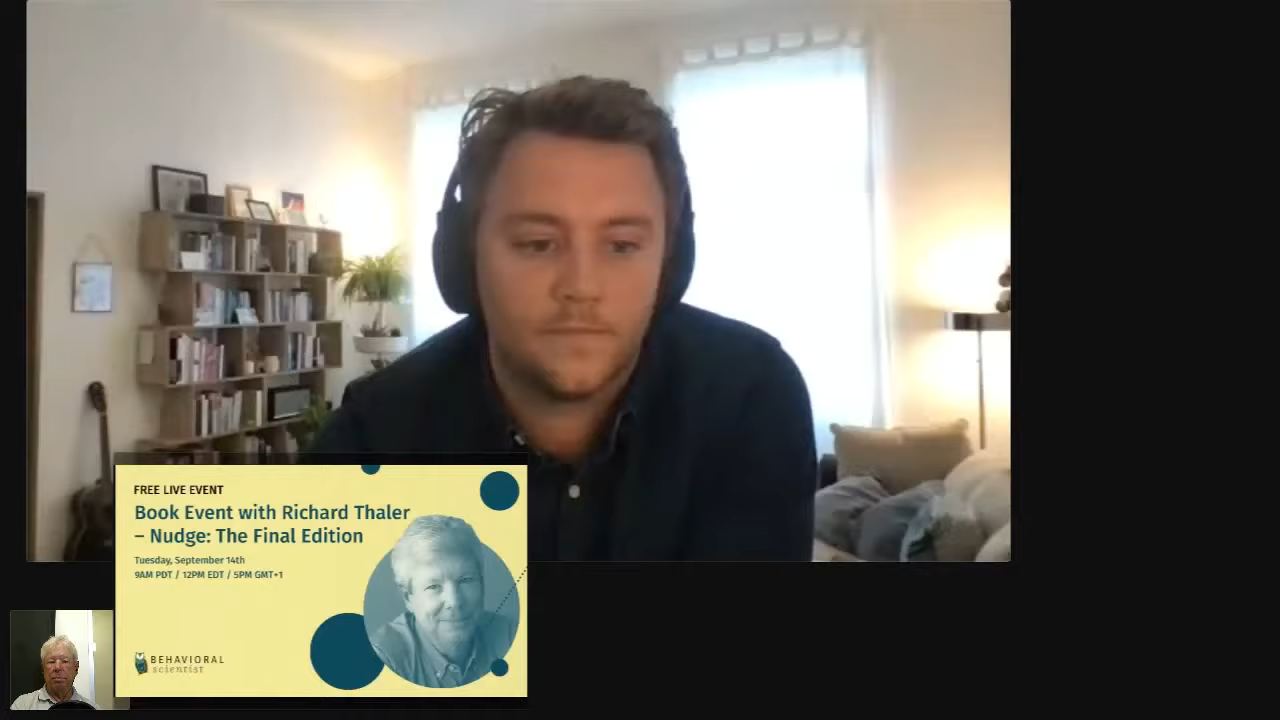 FREE LIVE EVENT
Book Event with Richard Thaler
– Nudge: The Final Edition
Tuesday, September 14th
9AM PDT / 12PM EDT / 5PM GMT+1
BEHAVIORAL
scientist